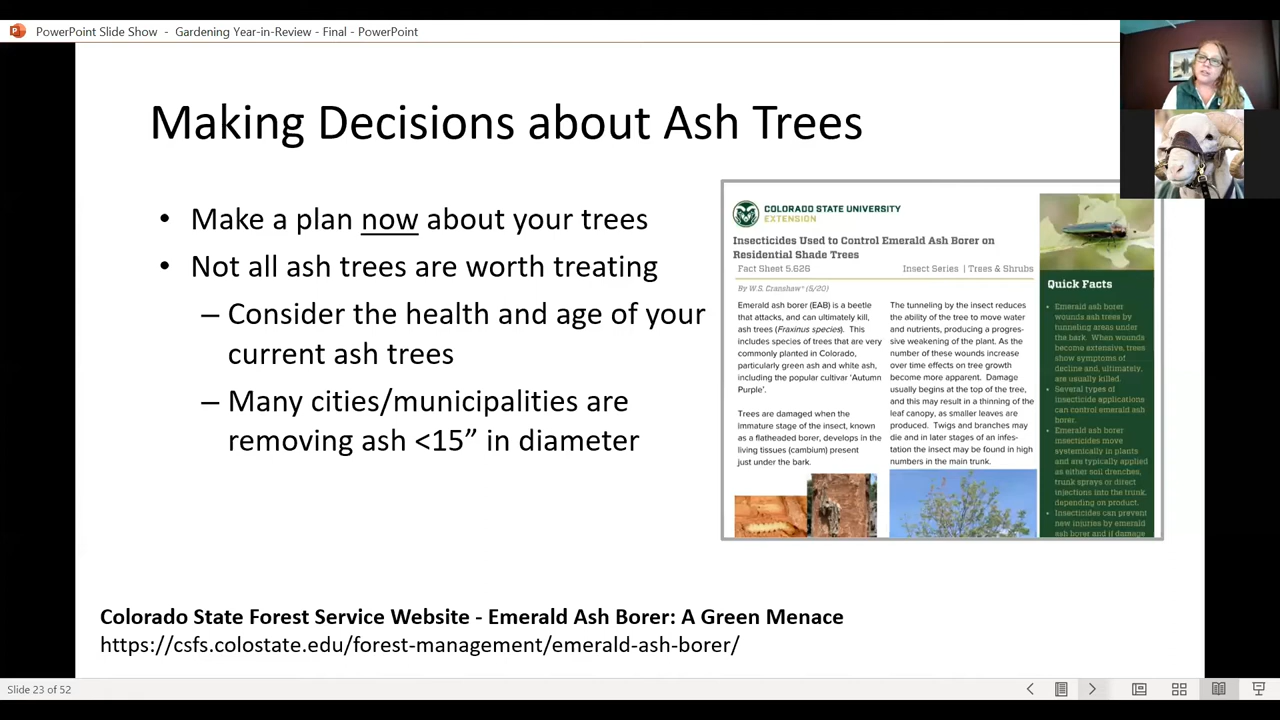 PowerPoint Slide Show - Gardening Year-in-Review - Final - PowerPoint
Making Decisions about Ash Trees
• Make a plan now about your trees
• Not all ash trees are worth treating
– Consider the health and age of your
current ash trees
– Many cities/municipalities are
removing ash <15” in diameter
COLORADO STATE UNIVERSITY
EXTENSION
Insecticides Used to Control Emerald Ash Borer on
Residential Shade Trees
Fact Sheet 5.626
Insect Series | Trees & Shrubs
By W.S. Cranshaw* (5/20)
Emerald ash borer (EAB) is a beetle
that attacks, and can ultimately kill,
ash trees (Fraxinus species). This
includes species of trees that are very
commonly planted in Colorado,
particularly green ash and white ash,
including the popular cultivar ‘Autumn
Purple’.
Trees are damaged when the
immature stage of the insect, known
as a flatheaded borer, develops in the
living tissues (cambium) present
just under the bark.
The tunneling by the insect reduces
the ability of the tree to move water
and nutrients, producing a progres-
sive weakening of the plant. As the
number of these wounds increase
over time effects on tree growth
become more apparent. Damage
usually begins at the top of the tree,
and this may result in a thinning of the
leaf canopy, as smaller leaves are
produced. Twigs and branches may
die and in later stages of an infes-
tation the insect may be found in high
numbers in the main trunk.
Quick Facts
• Emerald ash borer
wounds ash trees by
tunneling areas under
the bark. When wounds
become extensive, trees
show symptoms of
decline and, ultimately,
are usually killed.
• Several types of
insecticide applications
can control emerald ash
borer.
• Emerald ash borer
insecticides move
systemically in plants
and are typically applied
as either soil drenches,
trunk sprays or direct
injections into the trunk,
depending on product.
• Insecticides can prevent
new injuries by emerald
ash borer and if damage
Colorado State Forest Service Website - Emerald Ash Borer: A Green Menace
https://csfs.colostate.edu/forest-management/emerald-ash-borer/
Slide 23 of 52